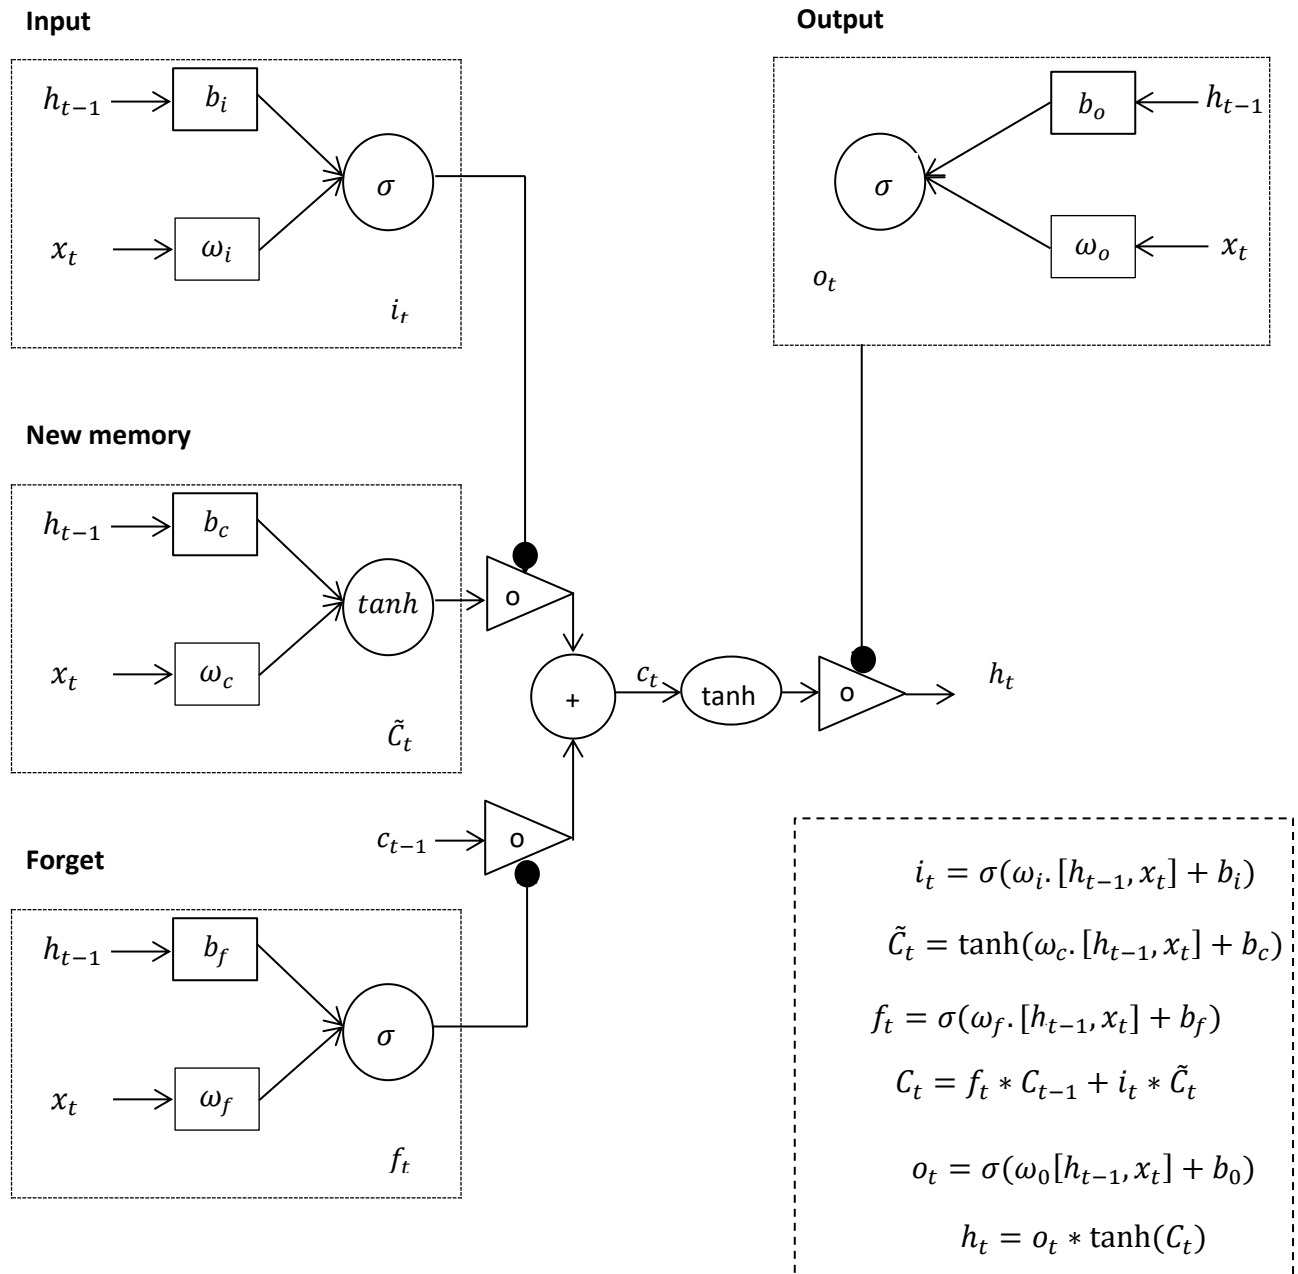 Input
h_{t−1}
b_i
σ
x_t
ω_i
i_t
Output
b_o
h_{t−1}
σ
ω_o
x_t
o_t
New memory
h_{t−1}
b_c
tanh
x_t
ω_c
C̃_t
o
+
c_t
tanh
o
h_t
c_{t−1}
o
Forget
h_{t−1}
b_f
σ
x_t
ω_f
f_t
i_t = σ(ω_i. [h_{t−1}, x_t] + b_i)
C̃_t = tanh(ω_c. [h_{t−1}, x_t] + b_c)
f_t = σ(ω_f. [h_{t−1}, x_t] + b_f)
C_t = f_t ∗ C_{t−1} + i_t ∗ C̃_t
o_t = σ(ω_0[h_{t−1}, x_t] + b_0)
h_t = o_t ∗ tanh(C_t)